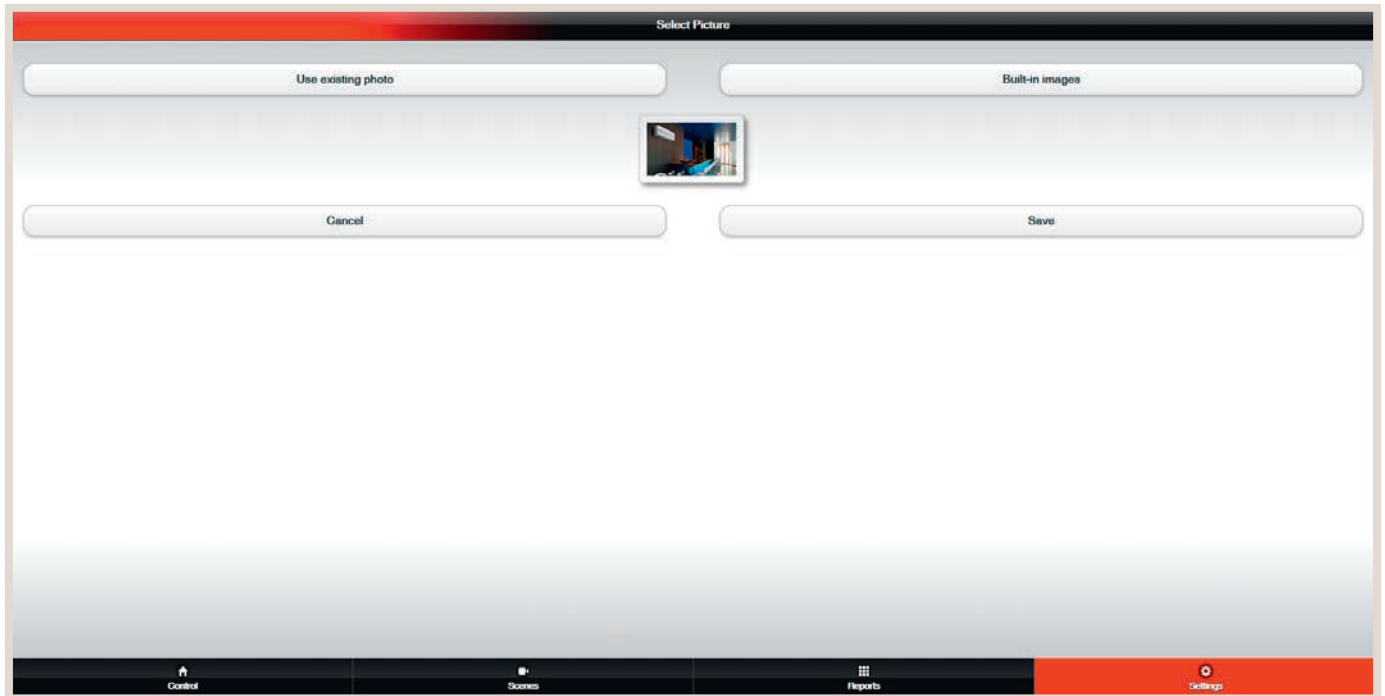 Select Picture
Use existing photo
Built-in images
Cancel
Save
Control
Scenes
Reports
Settings